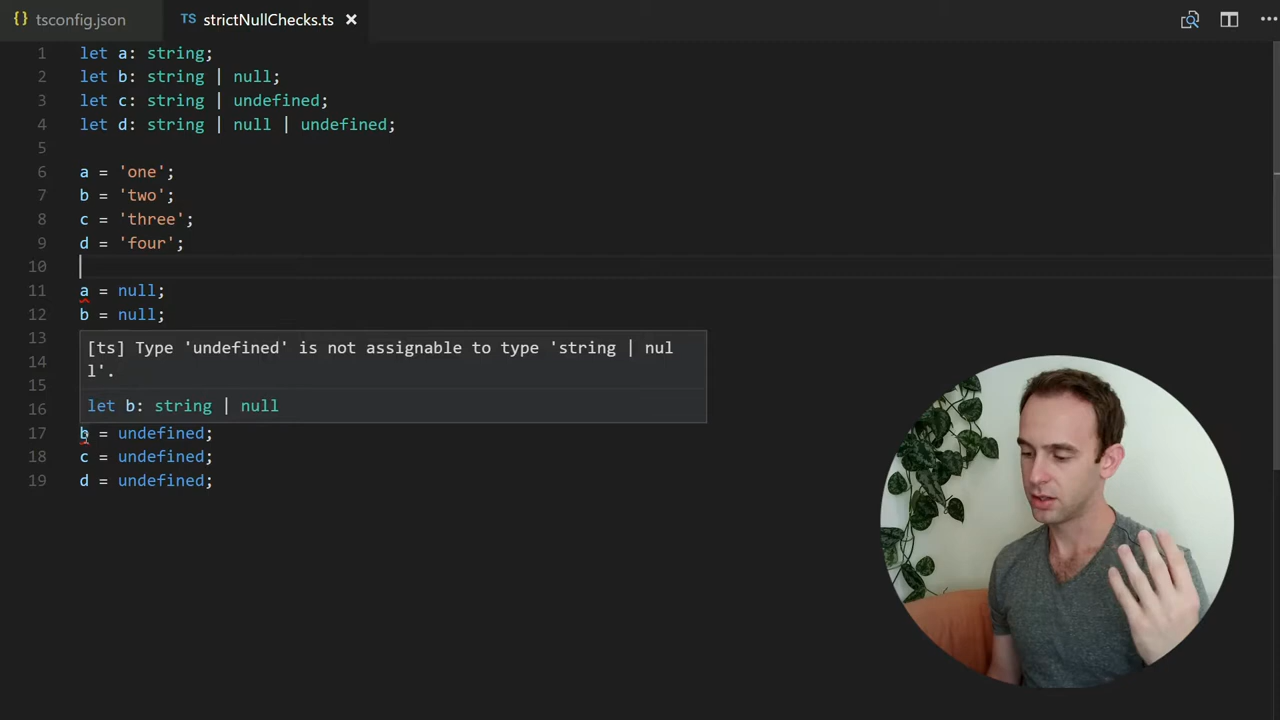 {} tsconfig.json TS strictNullChecks.ts ×
1 let a: string;
2 let b: string | null;
3 let c: string | undefined;
4 let d: string | null | undefined;
5
6 a = 'one';
7 b = 'two';
8 c = 'three';
9 d = 'four';
10
11 a = null;
12 b = null;
13
[ts] Type 'undefined' is not assignable to type 'string | nul
14
l'.
15
16
let b: string | null
17 b = undefined;
18 c = undefined;
19 d = undefined;